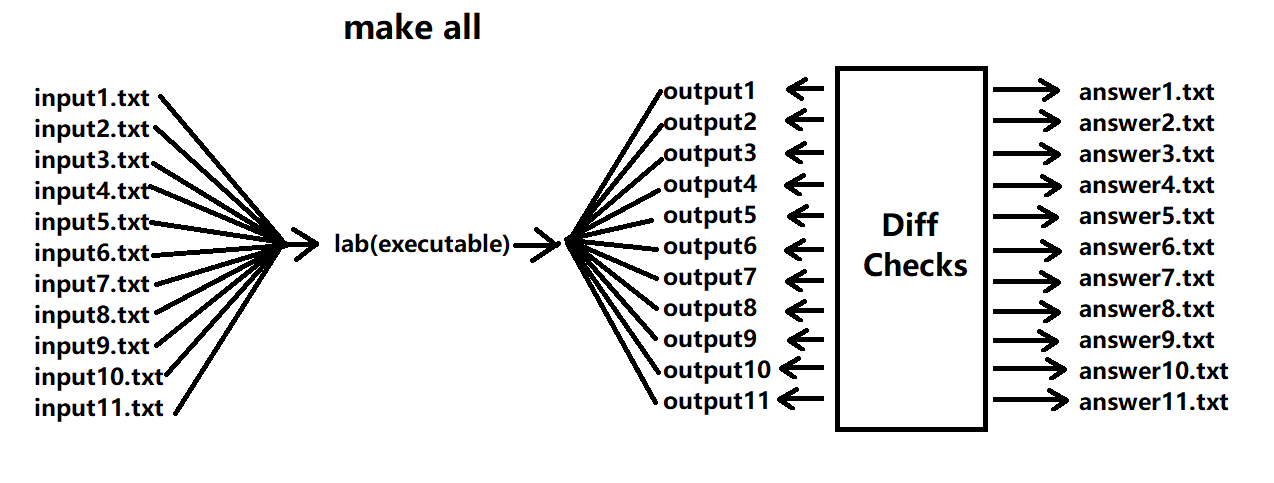 make all
input1.txt
input2.txt
input3.txt
input4.txt
input5.txt
input6.txt
input7.txt
input8.txt
input9.txt
input10.txt
input11.txt
lab(executable)
output1
output2
output3
output4
output5
output6
output7
output8
output9
output10
output11
Diff
Checks
answer1.txt
answer2.txt
answer3.txt
answer4.txt
answer5.txt
answer6.txt
answer7.txt
answer8.txt
answer9.txt
answer10.txt
answer11.txt